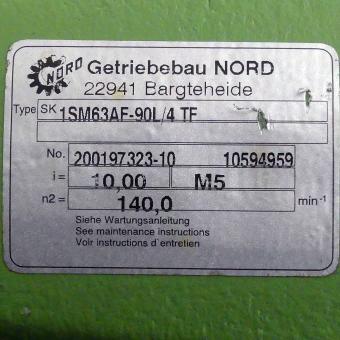 NORD Getriebebau NORD
22941 Bargteheide
Type SK 1SM63AF-90L/4 TF
No. 200197323-10 10594959
i = 10,00 M5
n2 = 140,0 min-1
Siehe Wartungsanleitung
See maintenance instructions
Voir instructions d'entretien